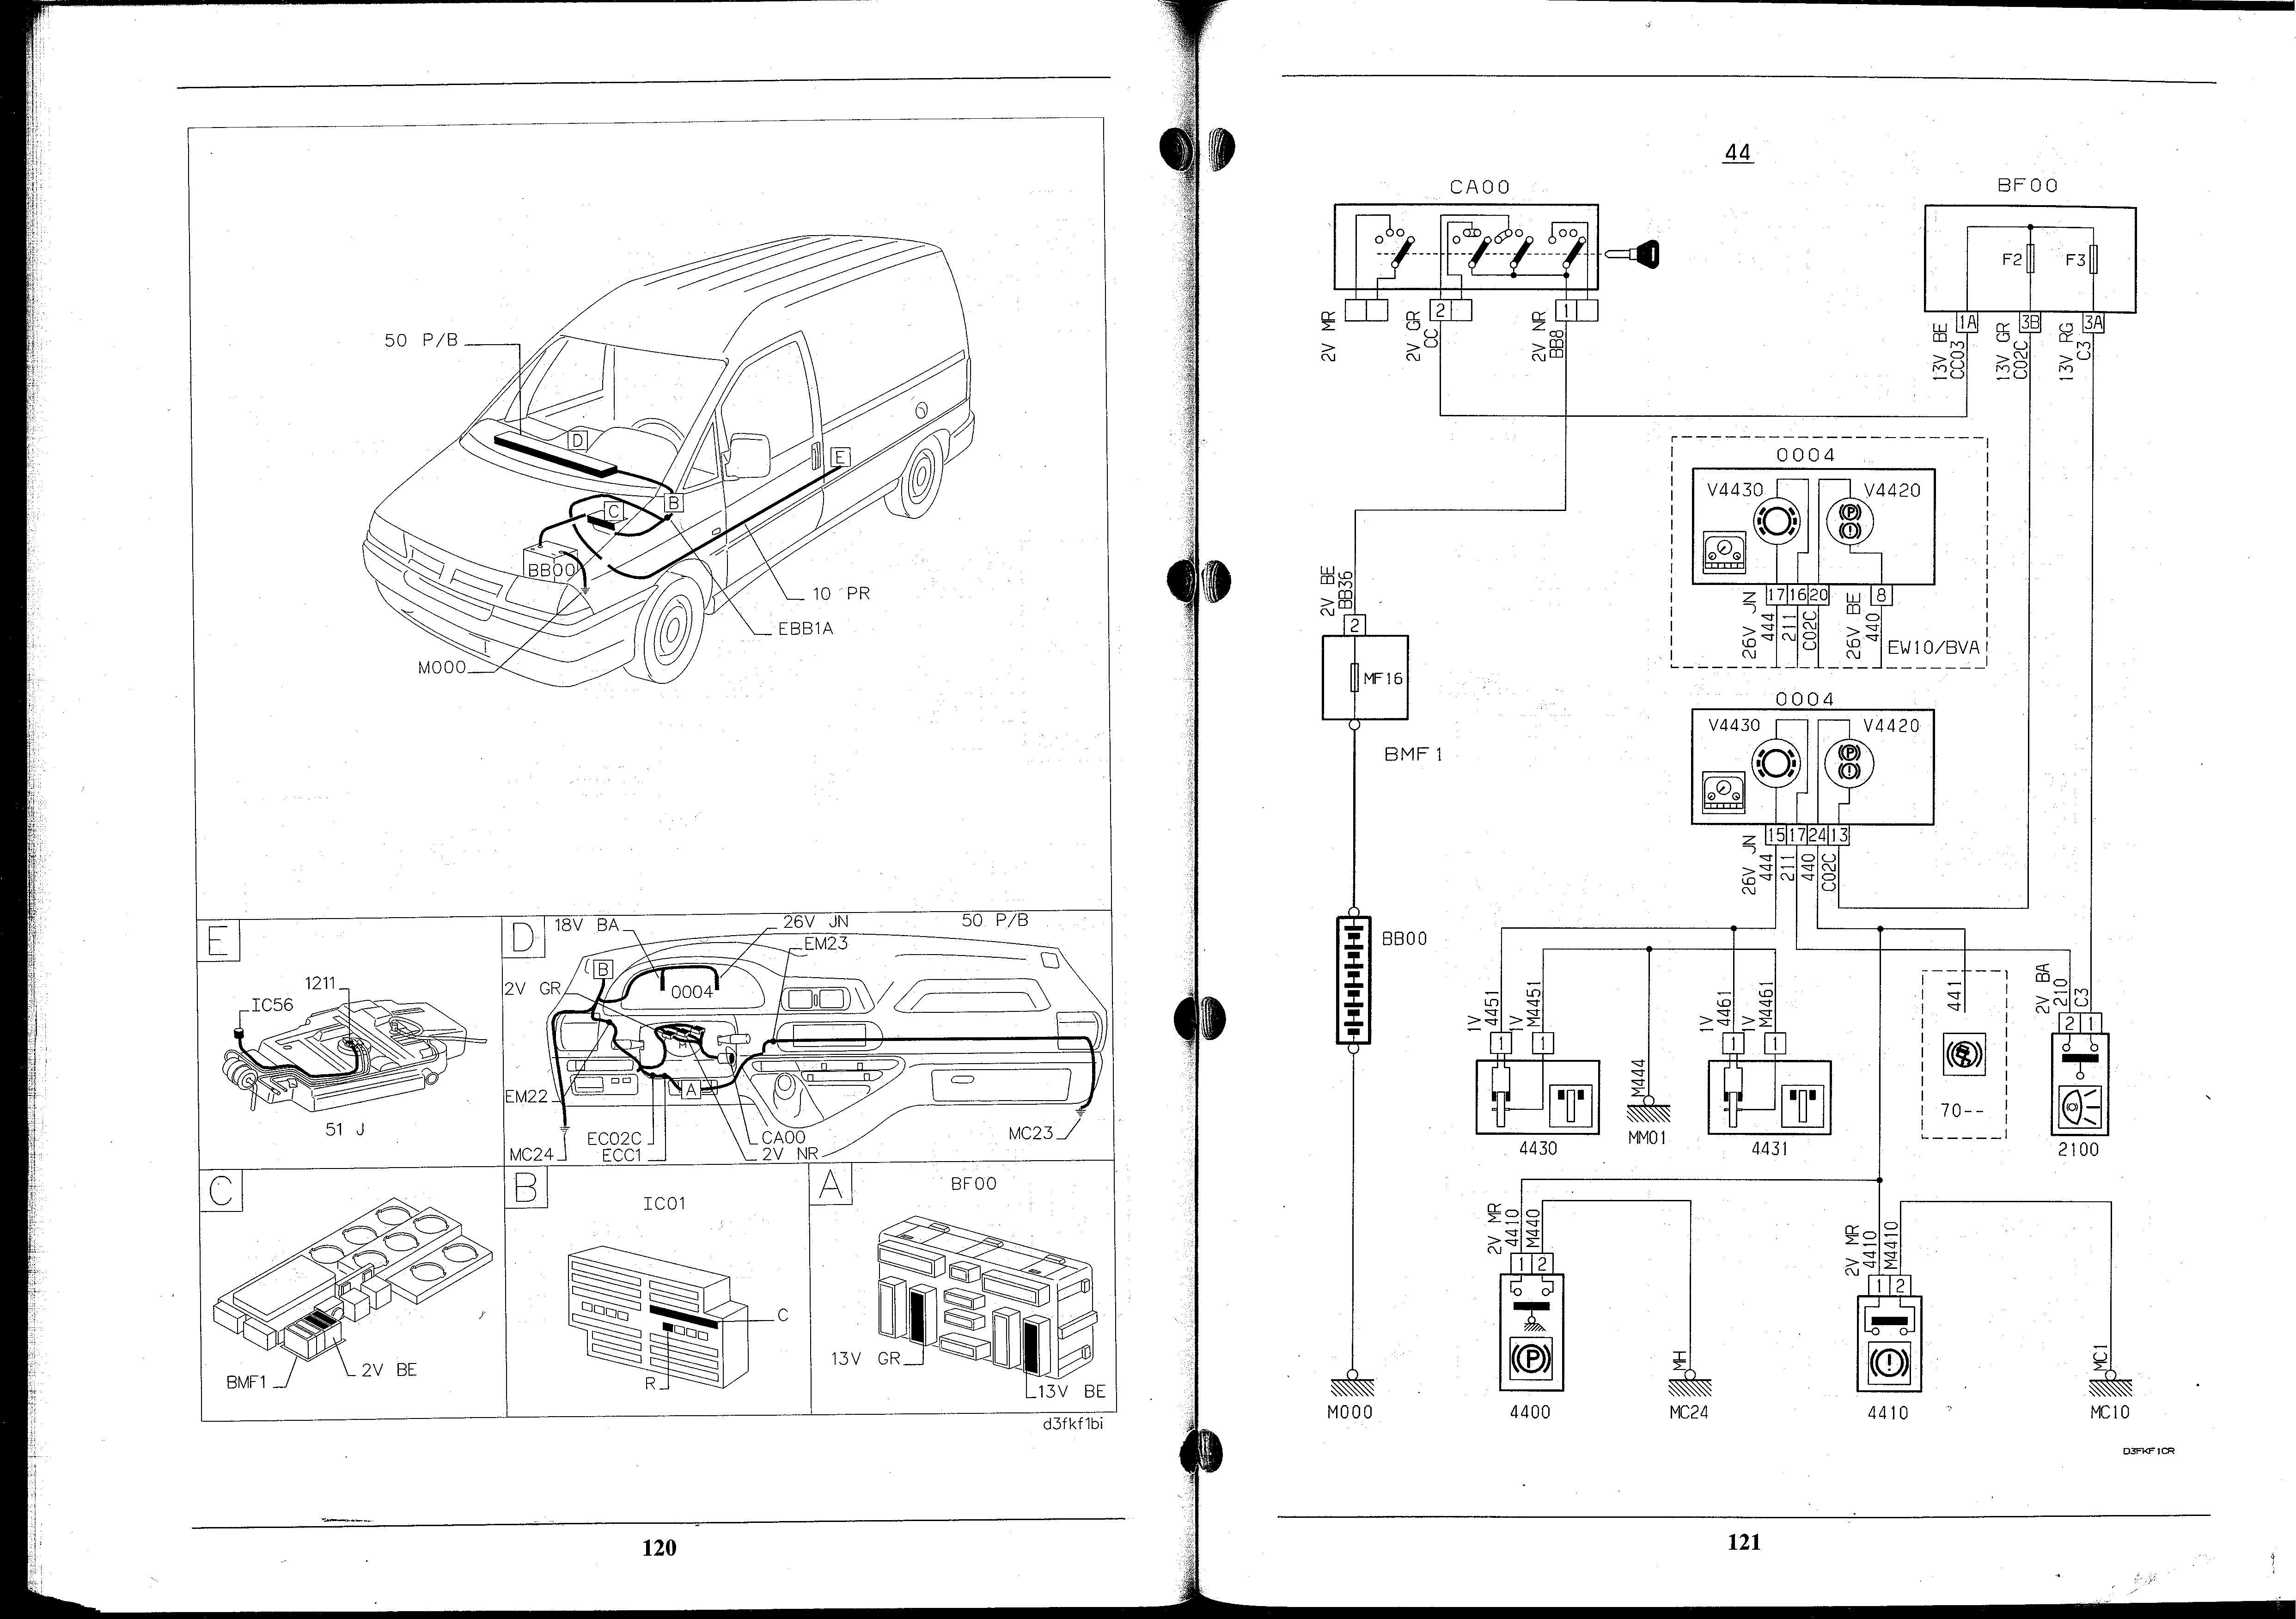 50 P/B
D
E
B
C
BB00
10 PR
EBB1A
M000
E
1211
IC56
51 J
D
18V BA
26V JN
50 P/B
EM23
B
2V GR
0004
M
A
EM22
EC02C
CA00
MC23
MC24
ECC1
2V NR
C
BMF1
2V BE
B
IC01
C
R
A
BF00
13V GR
13V BE
d3fkf1bi
120
44
CA00
BF00
F2
F3
2
1
1A
3B
3A
2V MR
2V GR
CC
2V NR
BB8
13V BE
CC03
13V GR
C02C
13V RG
C3
0004
V4430
V4420
P
!
17
16
20
8
26V JN
444
211
C02C
26V BE
440
EW10/BVA
2V BE
BB36
2
MF16
BMF1
0004
V4430
V4420
P
!
15
17
24
13
26V JN
444
211
440
C02C
BB00
1V
4451
1V
M4451
1V
4461
1V
M4461
441
2V BA
210
C3
1
1
1
1
2
1
M444
MM01
70--
4430
4431
2100
2V MR
4410
M440
1
2
P
MH
2V MR
4410
M4410
1
2
!
MC1
M000
4400
MC24
4410
MC10
D3FKF1CR
121